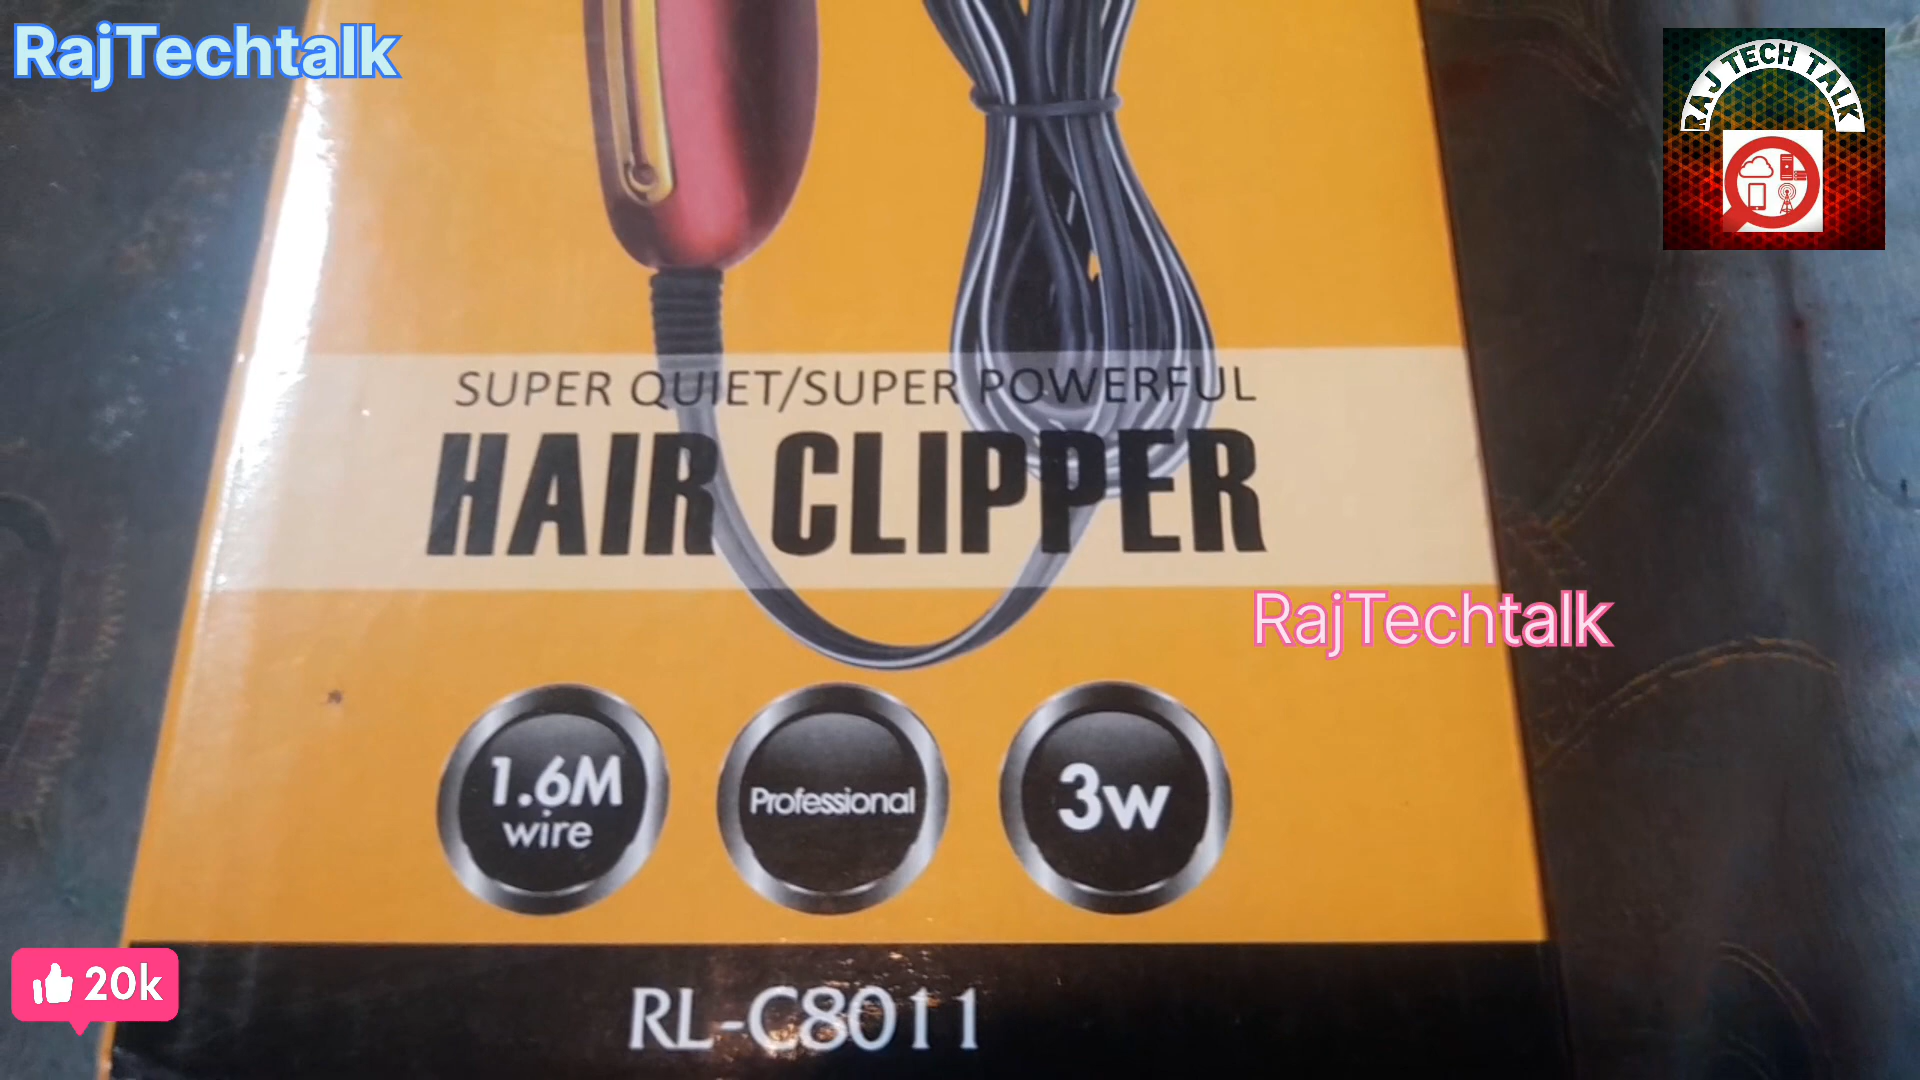 RajTechtalk
RAJ TECH TALK
SUPER QUIET/SUPER POWERFUL
HAIR CLIPPER
RajTechtalk
1.6M
wire
Professional
3w
20k
RL-C8011